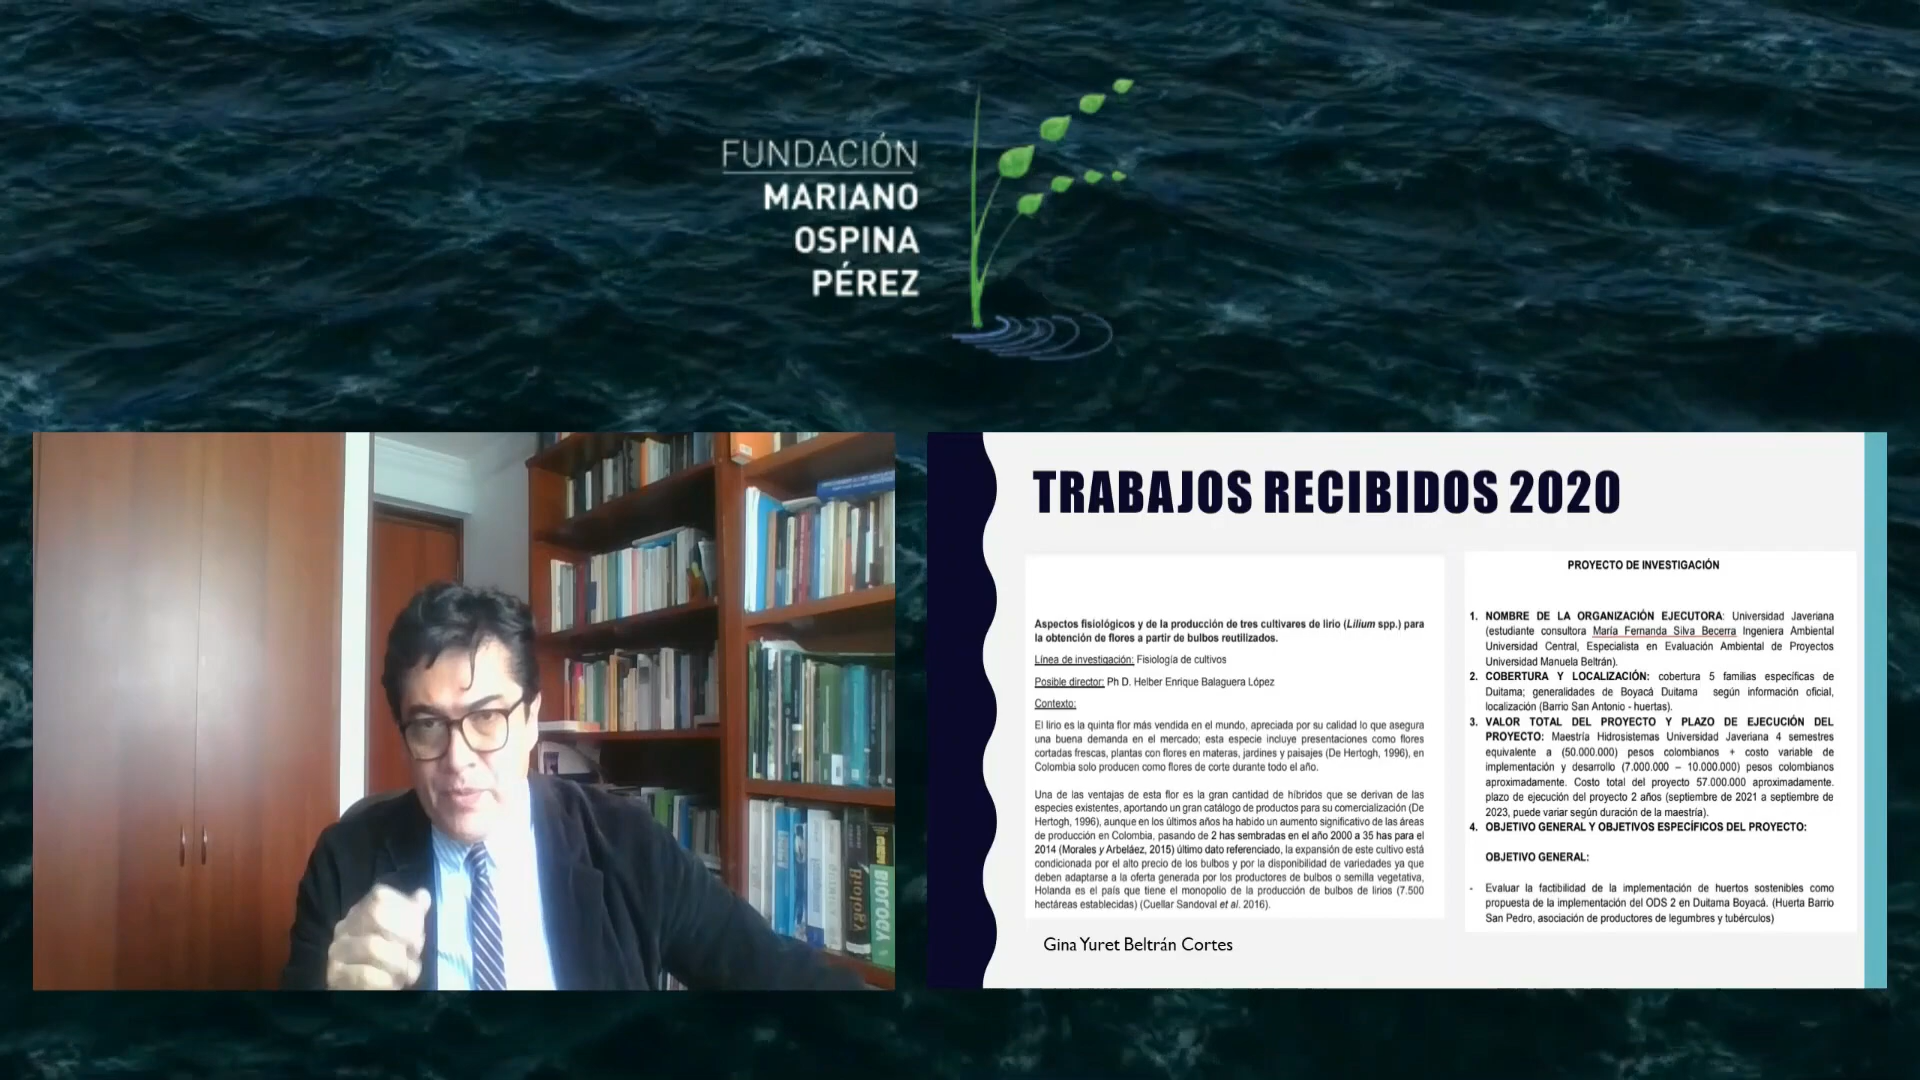 FUNDACIÓN
MARIANO
OSPINA
PÉREZ
TRABAJOS RECIBIDOS 2020
Aspectos fisiológicos y de la producción de tres cultivares de lirio (Lilium spp.) para
la obtención de flores a partir de bulbos reutilizados.
Línea de investigación: Fisiología de cultivos
Posible director: Ph D. Helber Enrique Balaguera López
Contexto:
El lirio es la quinta flor más vendida en el mundo, apreciada por su calidad lo que asegura
una buena demanda en el mercado; esta especie incluye presentaciones como flores
cortadas frescas, plantas con flores en materas, jardines y paisajes (De Hertogh, 1996), en
Colombia solo producen como flores de corte durante todo el año.
Una de las ventajas de esta flor es la gran cantidad de híbridos que se derivan de las
especies existentes, aportando un gran catálogo de productos para su comercialización (De
Hertogh, 1996), aunque en los últimos años ha habido un aumento significativo de las áreas
de producción en Colombia, pasando de 2 has sembradas en el año 2000 a 35 has para el
2014 (Morales y Arbeláez, 2015) último dato referenciado, la expansión de este cultivo está
condicionada por el alto precio de los bulbos y por la disponibilidad de variedades ya que
deben adaptarse a la oferta generada por los productores de bulbos o semilla vegetativa,
Holanda es el país que tiene el monopolio de la producción de bulbos de lirios (7.500
hectáreas establecidas) (Cuellar Sandoval et al. 2016).
Gina Yuret Beltrán Cortes
PROYECTO DE INVESTIGACIÓN
1. NOMBRE DE LA ORGANIZACIÓN EJECUTORA: Universidad Javeriana
(estudiante consultora María Fernanda Silva Becerra Ingeniera Ambiental
Universidad Central, Especialista en Evaluación Ambiental de Proyectos
Universidad Manuela Beltrán).
2. COBERTURA Y LOCALIZACIÓN: cobertura 5 familias específicas de
Duitama; generalidades de Boyacá Duitama según información oficial,
localización (Barrio San Antonio - huertas).
3. VALOR TOTAL DEL PROYECTO Y PLAZO DE EJECUCIÓN DEL
PROYECTO: Maestría Hidrosistemas Universidad Javeriana 4 semestres
equivalente a (50.000.000) pesos colombianos + costo variable de
implementación y desarrollo (7.000.000 – 10.000.000) pesos colombianos
aproximadamente. Costo total del proyecto 57.000.000 aproximadamente.
plazo de ejecución del proyecto 2 años (septiembre de 2021 a septiembre de
2023, puede variar según duración de la maestría).
4. OBJETIVO GENERAL Y OBJETIVOS ESPECÍFICOS DEL PROYECTO:
OBJETIVO GENERAL:
- Evaluar la factibilidad de la implementación de huertos sostenibles como
propuesta de la implementación del ODS 2 en Duitama Boyacá. (Huerta Barrio
San Pedro, asociación de productores de legumbres y tubérculos)
Biology
BIOLOGY